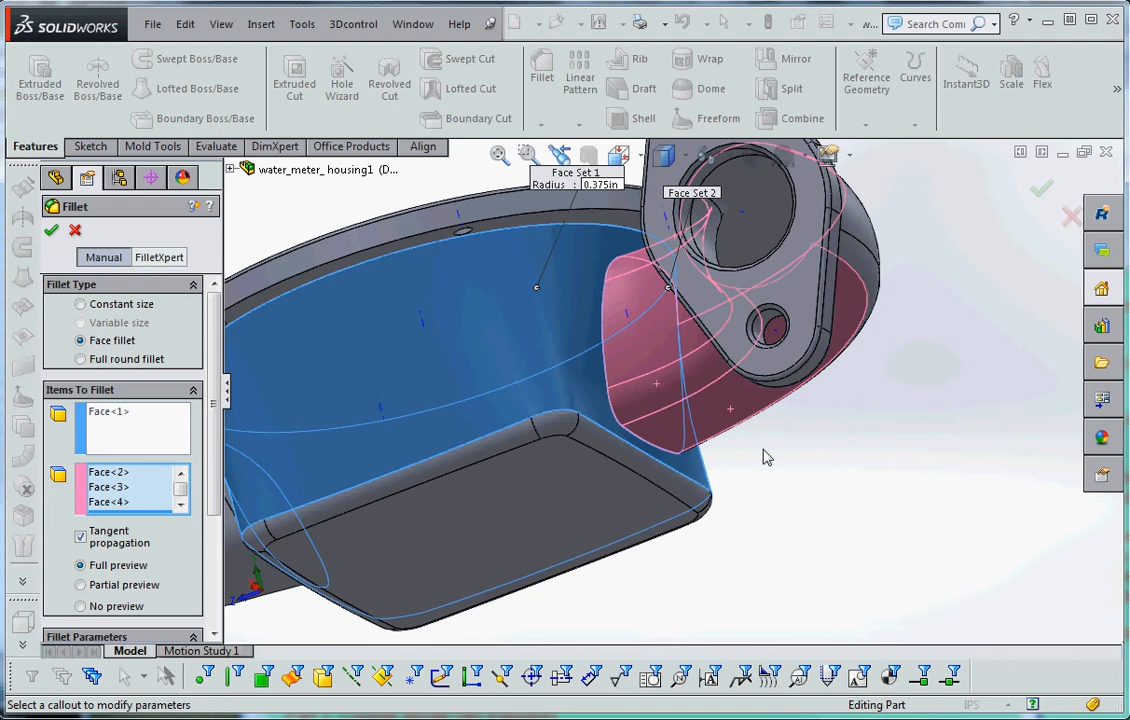 SOLIDWORKS
File Edit View Insert Tools 3Dcontrol Window Help
n...
Search Comi
?
Extruded Boss/Base
Revolved Boss/Base
Swept Boss/Base
Lofted Boss/Base
Boundary Boss/Base
Extruded Cut
Hole Wizard
Revolved Cut
Swept Cut
Lofted Cut
Boundary Cut
Fillet
Linear Pattern
Rib
Draft
Shell
Wrap
Dome
Freeform
Mirror
Split
Combine
Reference Geometry
Curves
Instant3D
Scale
Flex
Features Sketch Mold Tools Evaluate DimXpert Office Products Align
water_meter_ housing1 (D...
Fillet
Manual FilletXpert
Fillet Type
Constant size
Variable size
Face fillet
Full round fillet
Items To Fillet
Face<1>
Face<2>
Face<3>
Face<4>
Tangent
propagation
Full preview
Partial preview
No preview
Fillet Parameters
Face Set 1
Radius : 0.375in
Face Set 2
Z
Model Motion Study 1
Select a callout to modify parameters
Editing Part
IPS